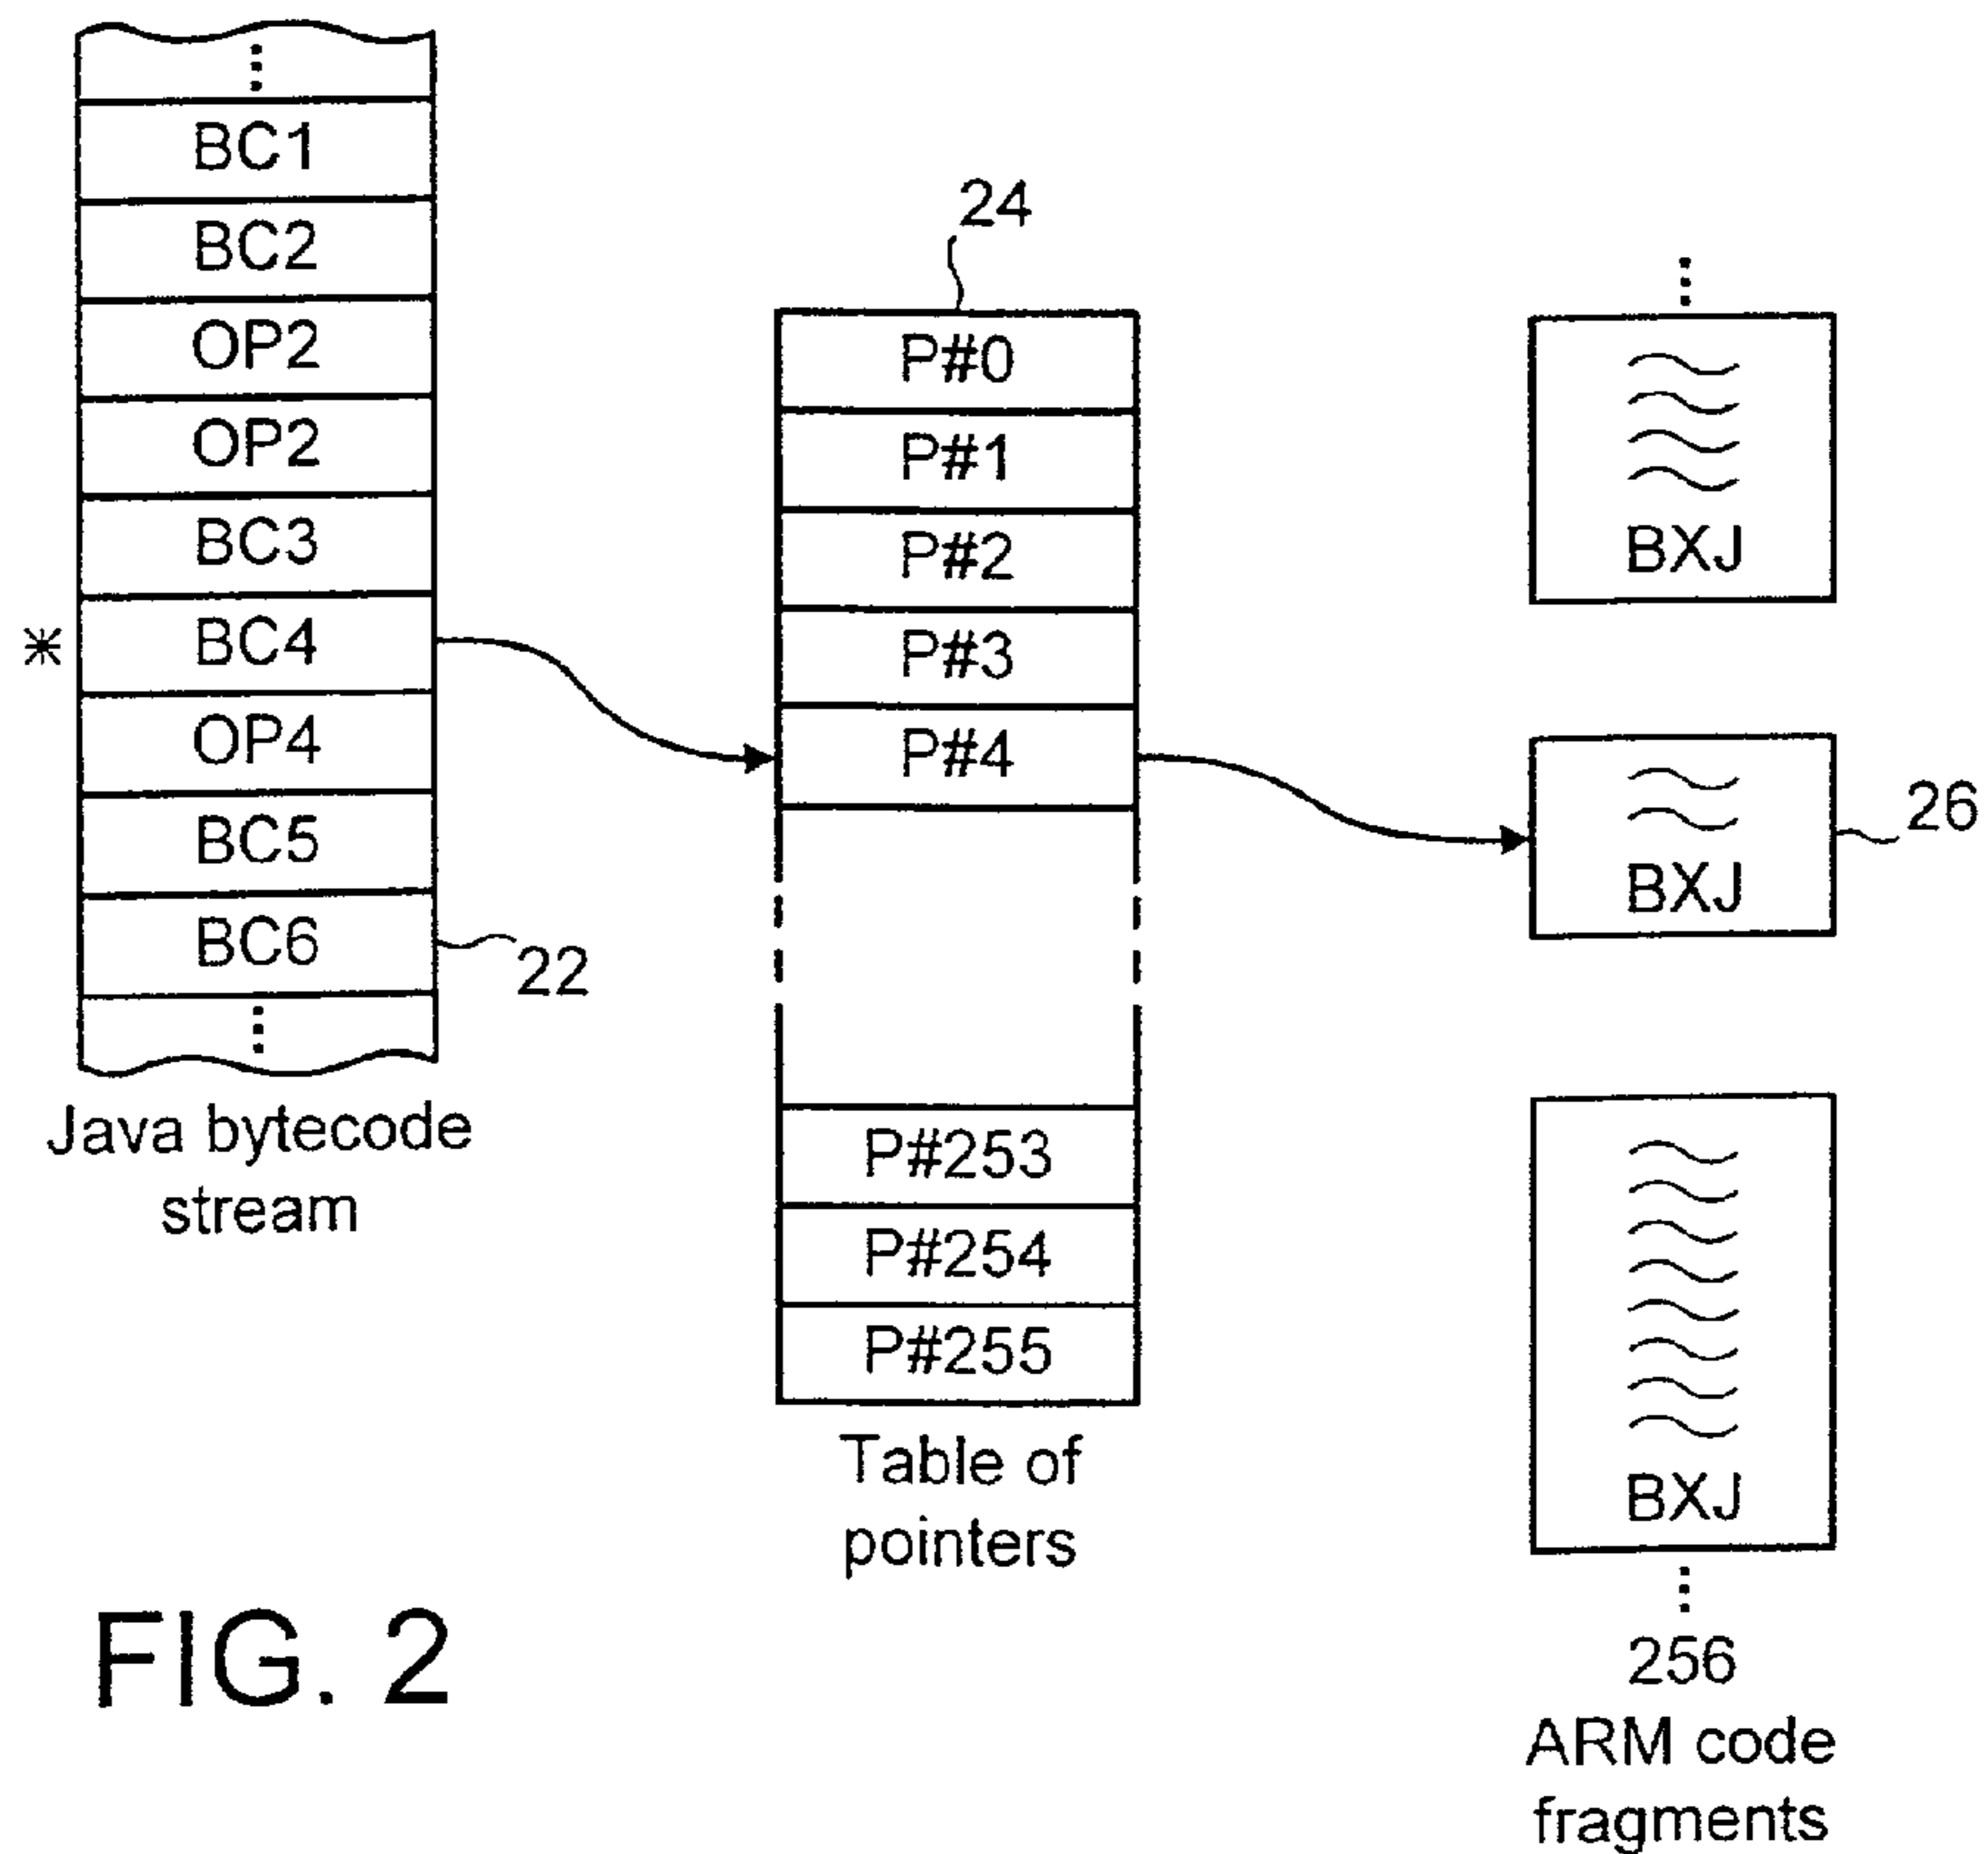 BC1
BC2
OP2
OP2
BC3
* BC4
OP4
BC5
BC6
22
Java bytecode
stream
24
P#0
P#1
P#2
P#3
P#4
P#253
P#254
P#255
Table of
pointers
BXJ
BXJ
26
BXJ
256
ARM code
fragments
FIG. 2